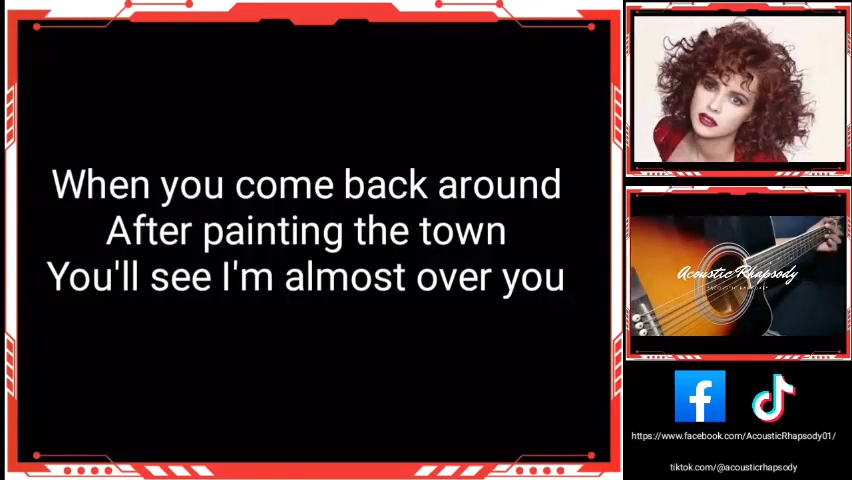 When you come back around
After painting the town
You'll see I'm almost over you
Acoustic Rhapsody
https://www.facebook.com/AcousticRhapsody01/
tiktok.com/@acousticrhapsody